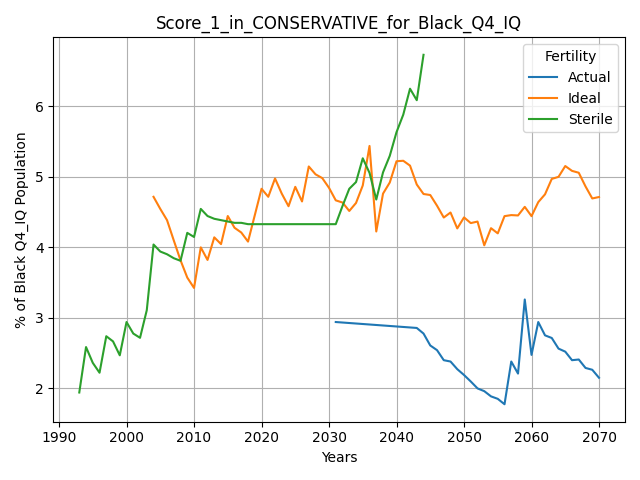 Score_1_in_CONSERVATIVE_for_Black_Q4_IQ
Fertility
Actual
Ideal
Sterile
% of Black Q4_IQ Population
6
5
4
3
2
1990 2000 2010 2020 2030 2040 2050 2060 2070
Years